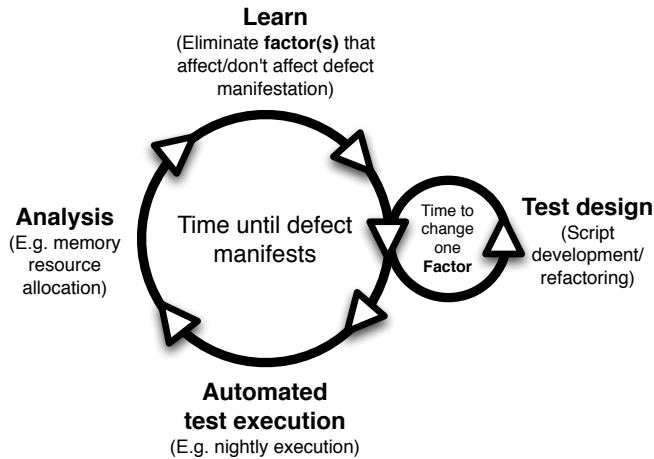 Learn
(Eliminate factor(s) that
affect/don't affect defect
manifestation)
Analysis
(E.g. memory
resource
allocation)
Time until defect
manifests
Time to
change
one
Factor
Test design
(Script
development/
refactoring)
Automated
test execution
(E.g. nightly execution)